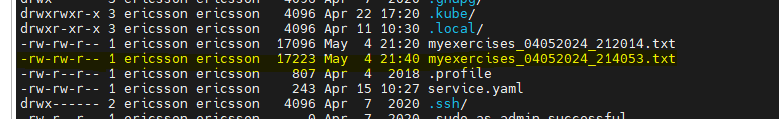 drwx------ 3 ericsson ericsson 4096 Apr 7 2020 .gnupg/
drwxrwxr-x 3 ericsson ericsson 4096 Apr 22 17:20 .kube/
drwxr-xr-x 3 ericsson ericsson 4096 Apr 11 10:30 .local/
-rw-rw-r-- 1 ericsson ericsson 17096 May 4 21:20 myexercises_04052024_212014.txt
-rw-rw-r-- 1 ericsson ericsson 17223 May 4 21:40 myexercises_04052024_214053.txt
-rw-r--r-- 1 ericsson ericsson 807 Apr 4 2018 .profile
-rw-rw-r-- 1 ericsson ericsson 243 Apr 15 10:27 service.yaml
drwx------ 2 ericsson ericsson 4096 Apr 7 2020 .ssh/
-rw-r--r-- 1 ericsson ericsson 0 Apr 7 2020 .sudo_as_admin_successful